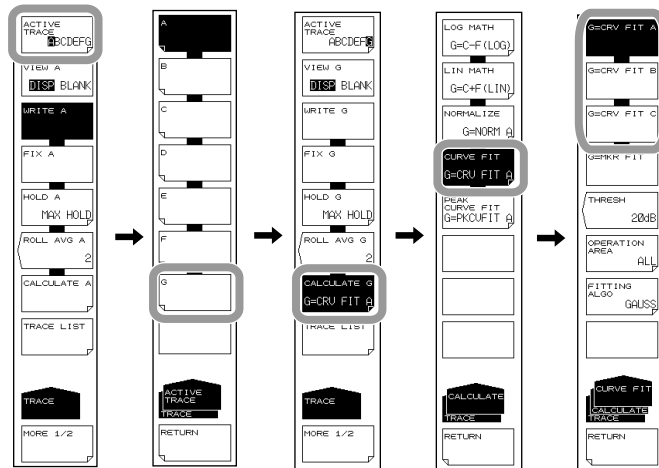 ACTIVE
TRACE
ABCDEFG
VIEW A
DISP BLANK
WRITE A
FIX A
HOLD A
MAX HOLD
ROLL AVG A
2
CALCULATE A
TRACE LIST
TRACE
MORE 1/2
A
B
C
D
E
F
G
ACTIVE
TRACE
TRACE
RETURN
ACTIVE
TRACE
ABCDEFG
VIEW G
DISP BLANK
WRITE G
FIX G
HOLD G
MAX HOLD
ROLL AVG G
2
CALCULATE G
G=CRV FIT A
TRACE LIST
TRACE
MORE 1/2
LOG MATH
G=C-F(LOG)
LIN MATH
G=C+F(LIN)
NORMALIZE
G=NORM A
CURVE FIT
G=CRV FIT A
PEAK
CURVE FIT
G=PKCVFIT A
CALCULATE
TRACE
RETURN
G=CRV FIT A
G=CRV FIT B
G=CRV FIT C
G=MKR FIT
THRESH
20dB
OPERATION
AREA
ALL
FITTING
ALGO
GAUSS
CURVE FIT
CALCULATE
TRACE
RETURN